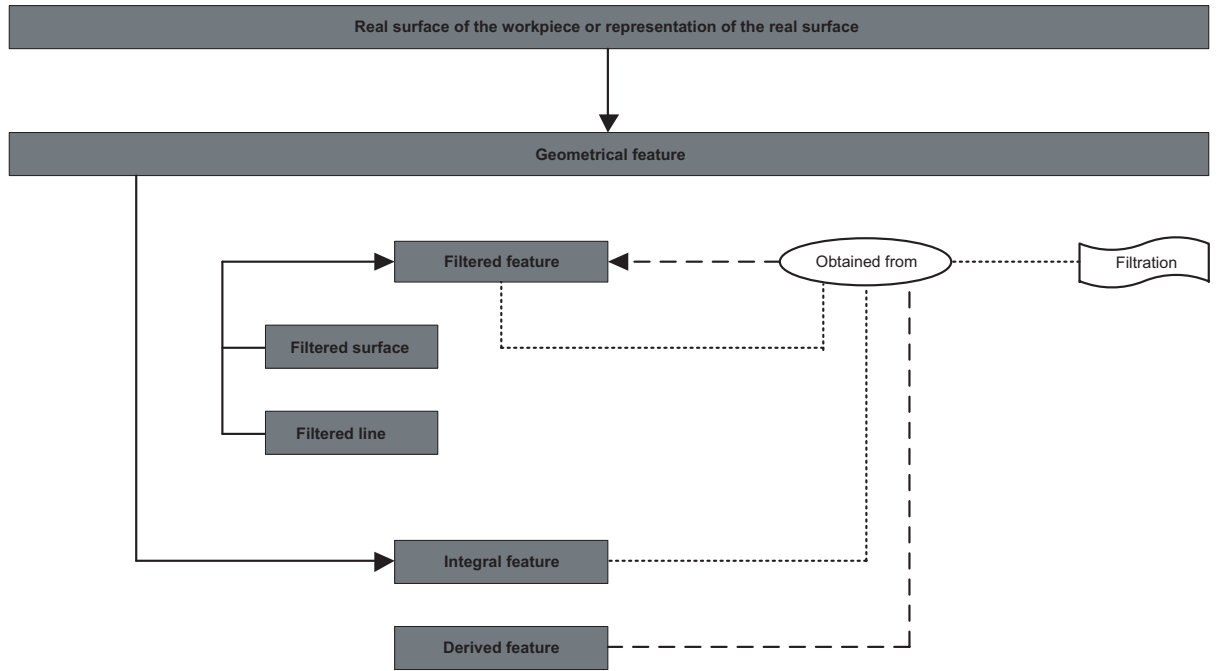 Real surface of the workpiece or representation of the real surface
Geometrical feature
Filtered feature
Obtained from
Filtration
Filtered surface
Filtered line
Integral feature
Derived feature